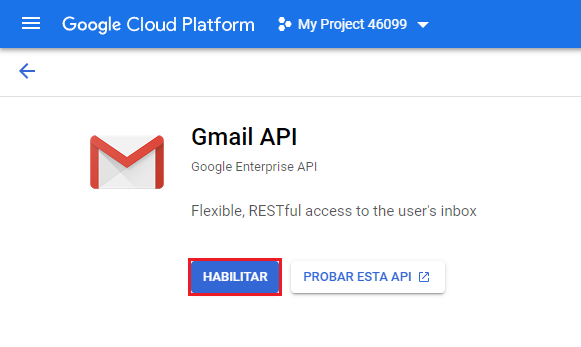 Google Cloud Platform My Project 46099
Gmail API
Google Enterprise API
Flexible, RESTful access to the user's inbox
HABILITAR PROBAR ESTA API